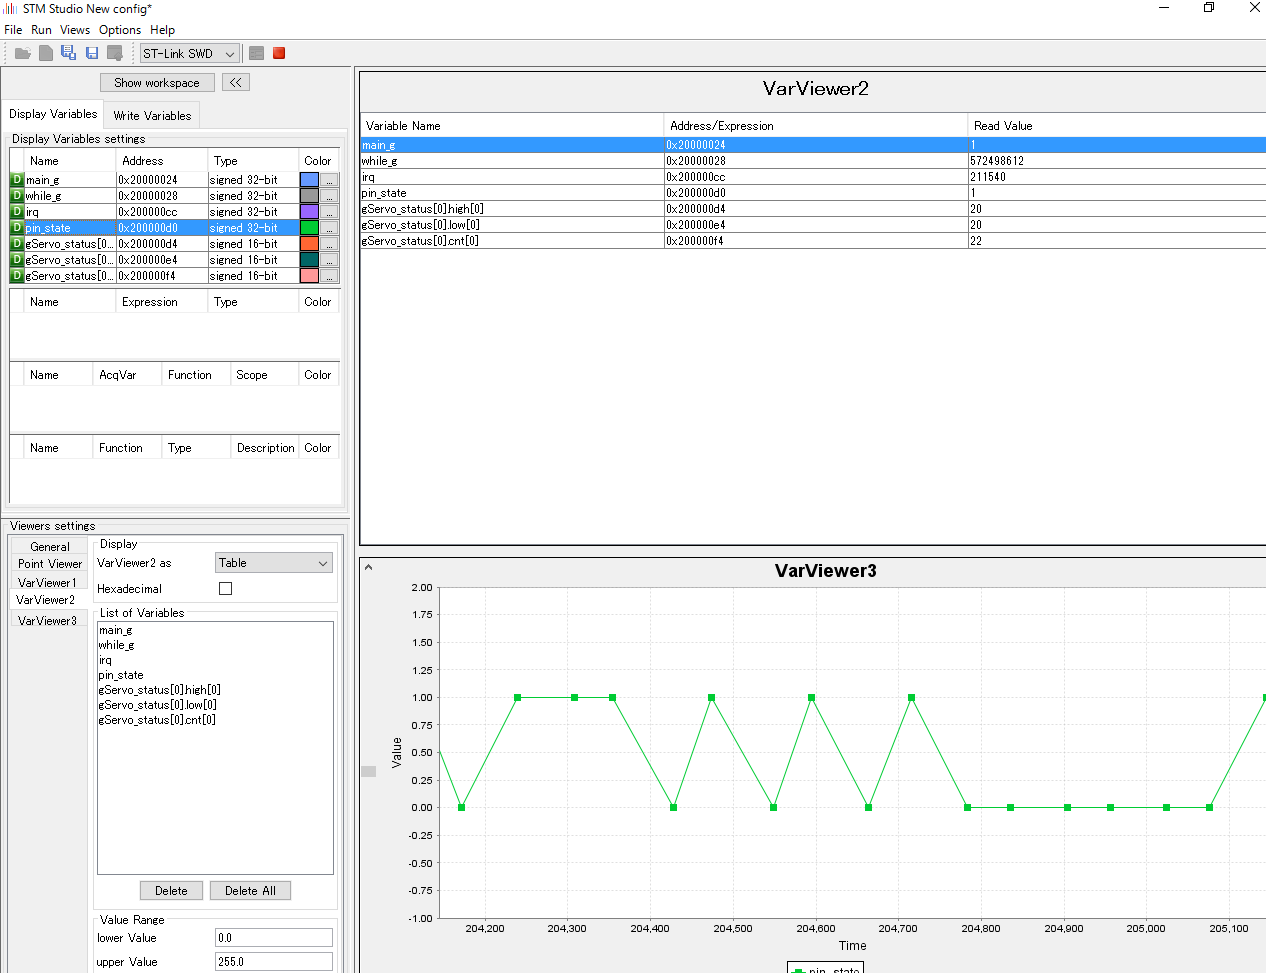 STM Studio New config*
File Run Views Options Help
ST-Link SWD
Show workspace <<
Display Variables Write Variables
Display Variables settings
Name Address Type Color
D main_g 0x20000024 signed 32-bit ...
D while_g 0x20000028 signed 32-bit ...
D irq 0x200000cc signed 32-bit ...
D pin_state 0x200000d0 signed 32-bit ...
D gServo_status[0... 0x200000d4 signed 16-bit ...
D gServo_status[0... 0x200000e4 signed 16-bit ...
D gServo_status[0... 0x200000f4 signed 16-bit ...
Name Expression Type Color
Name AcqVar Function Scope Color
Name Function Type Description Color
Viewers settings
General
Point Viewer
VarViewer1
VarViewer2
VarViewer3
Display
VarViewer2 as Table
Hexadecimal
List of Variables
main_g
while_g
irq
pin_state
gServo_status[0].high[0]
gServo_status[0].low[0]
gServo_status[0].cnt[0]
Delete Delete All
Value Range
lower Value 0.0
upper Value 255.0
VarViewer2
Variable Name Address/Expression Read Value
main_g 0x20000024 1
while_g 0x20000028 572498612
irq 0x200000cc 211540
pin_state 0x200000d0 1
gServo_status[0].high[0] 0x200000d4 20
gServo_status[0].low[0] 0x200000e4 20
gServo_status[0].cnt[0] 0x200000f4 22
VarViewer3
2.00
1.75
1.50
1.25
1.00
0.75
0.50
0.25
0.00
-0.25
-0.50
-0.75
-1.00
Value
204,200 204,300 204,400 204,500 204,600 204,700 204,800 204,900 205,000 205,100
Time
pin_state